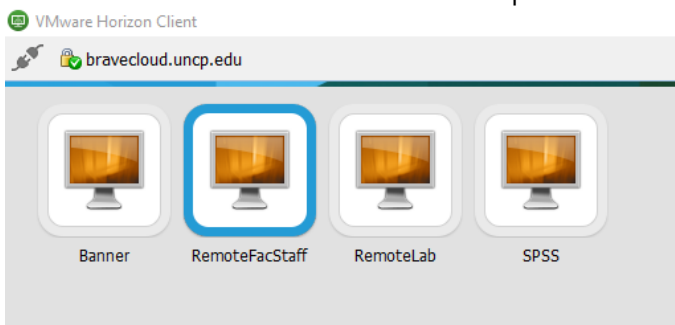 VMware Horizon Client
bravecloud.uncp.edu
Banner RemoteFacStaff RemoteLab SPSS